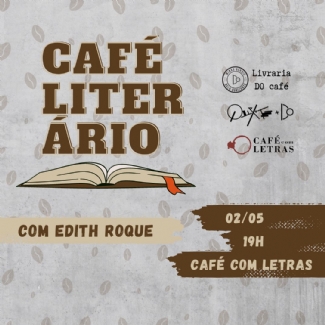 CAFÉ
LITER
ÁRIO
Livraria
DO café
CAFÉ
LETRAS
COM EDITH ROQUE
02/05
19H
CAFÉ COM LETRAS